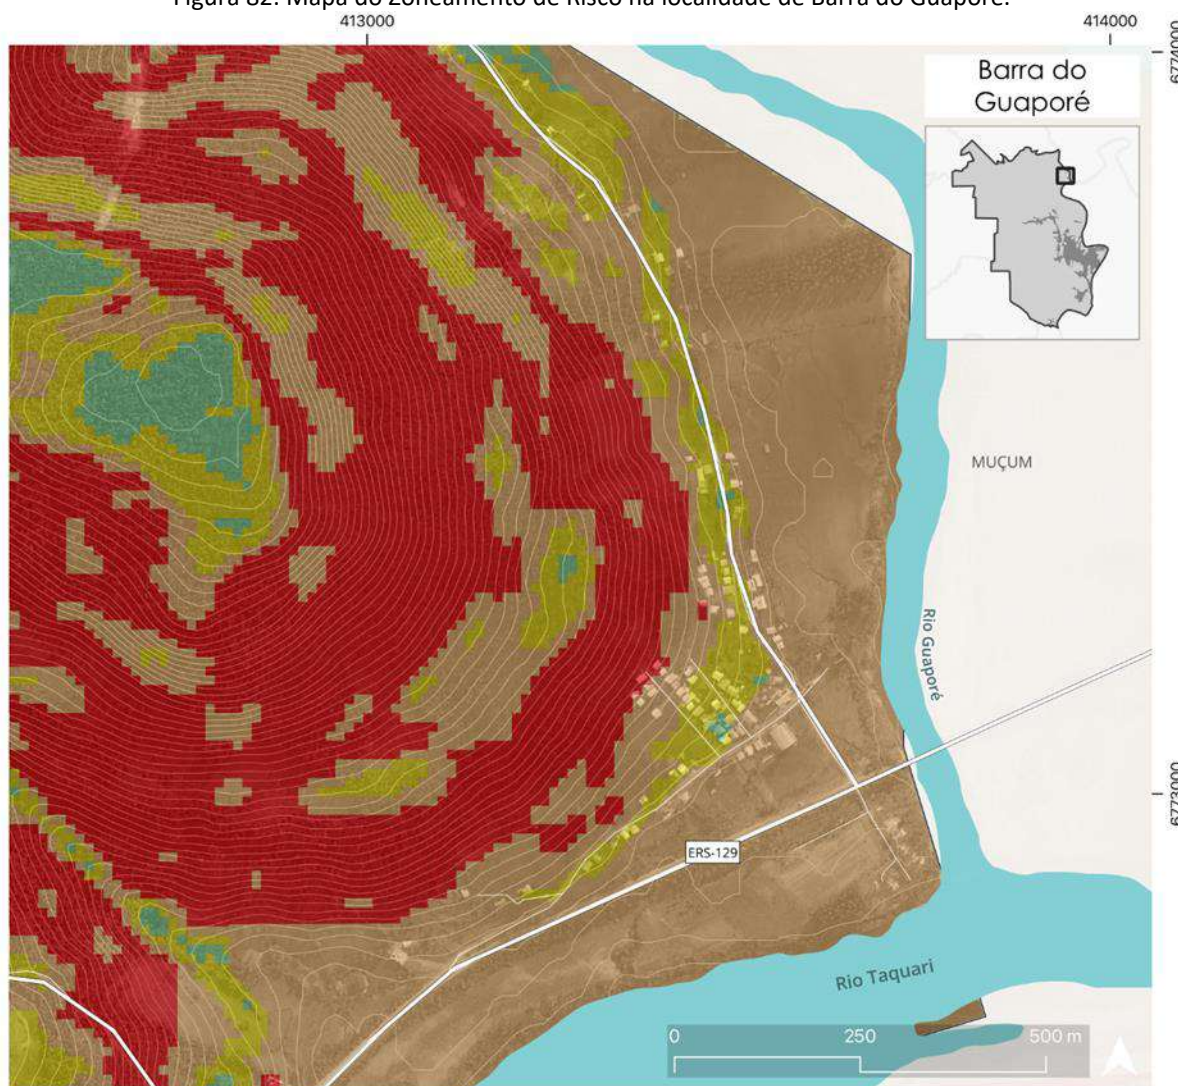 Figura 82: Mapa do Zoneamento de Risco na localidade de Barra do Guaporé.
413000
414000
6774000
Barra do
Guaporé
MUÇUM
Rio Guaporé
6773000
ERS-129
Rio Taquari
0 250 500 m